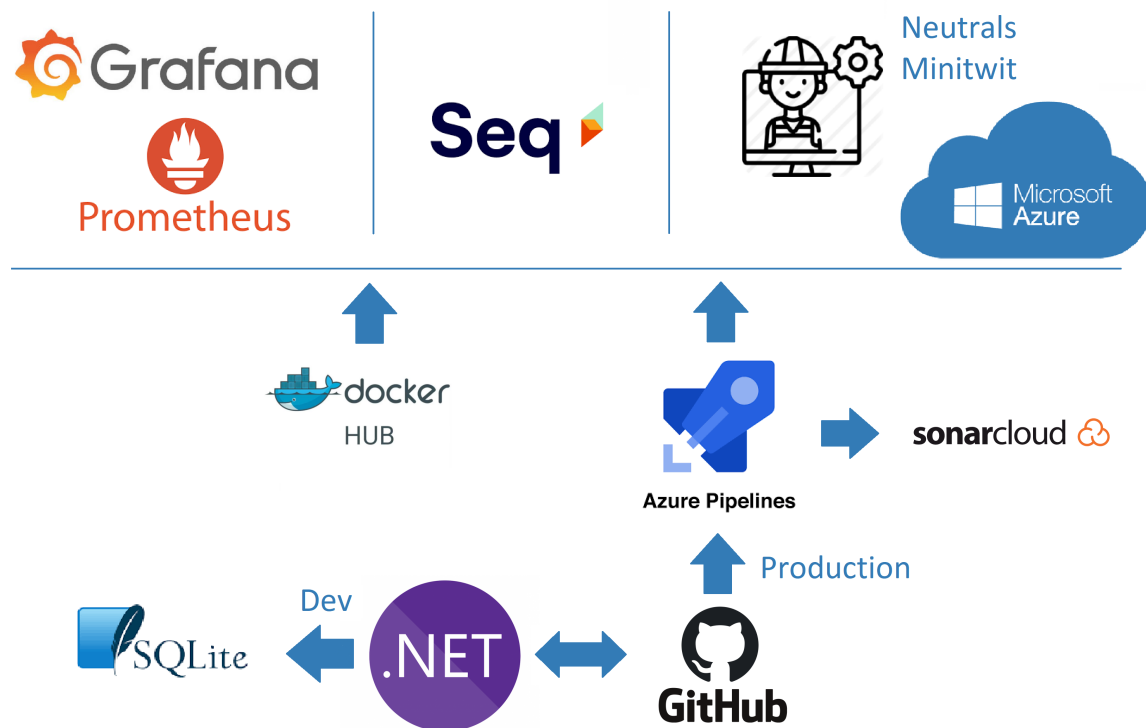 Grafana
Prometheus
Seq
Neutrals
Minitwit
Microsoft
Azure
docker
HUB
Azure Pipelines
sonarcloud
Production
Dev
SQLite
.NET
GitHub